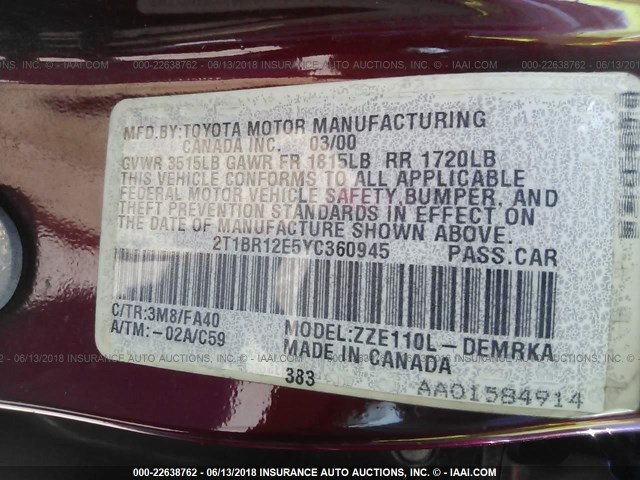 AUCTIONS, INC. - © IAAI.COM 000-22638762 - 06/13/2018 INSURANCE AUTO AUCTIONS, INC. - © IAAI.COM
MFD.BY:TOYOTA MOTOR MANUFACTURING
CANADA INC. 03/00
GVWR 3515LB GAWR FR 1815LB RR 1720LB
THIS VEHICLE CONFORMS TO ALL APPLICABLE
FEDERAL MOTOR VEHICLE SAFETY, BUMPER, AND
THEFT PREVENTION STANDARDS IN EFFECT ON
THE DATE OF MANUFACTURE SHOWN ABOVE.
2T1BR12E5YC360945 PASS.CAR
C/TR:3M8/FA40
A/TM:-02A/C59
MODEL:ZZE110L-DEMRKA
MADE IN CANADA
383
AA01584914
000-22638762 - 06/13/2018 INSURANCE AUTO AUCTIONS, INC. - © IAAI.COM